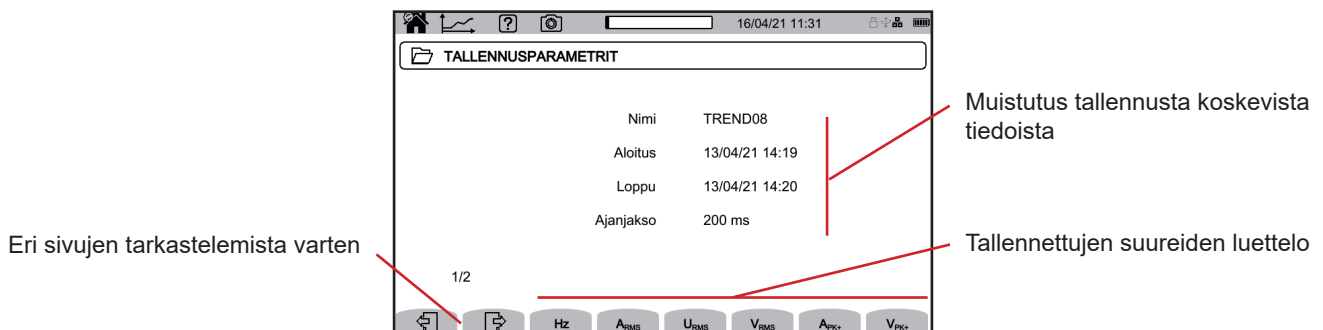 16/04/21 11:31
TALLENNUSPARAMETRIT
Nimi TREND08
Aloitus 13/04/21 14:19
Loppu 13/04/21 14:20
Ajanjakso 200 ms
Muistutus tallennusta koskevista
tiedoista
Eri sivujen tarkastelemista varten
Tallennettujen suureiden luettelo
1/2
Hz ARMS URMS VRMS APK+ VPK+